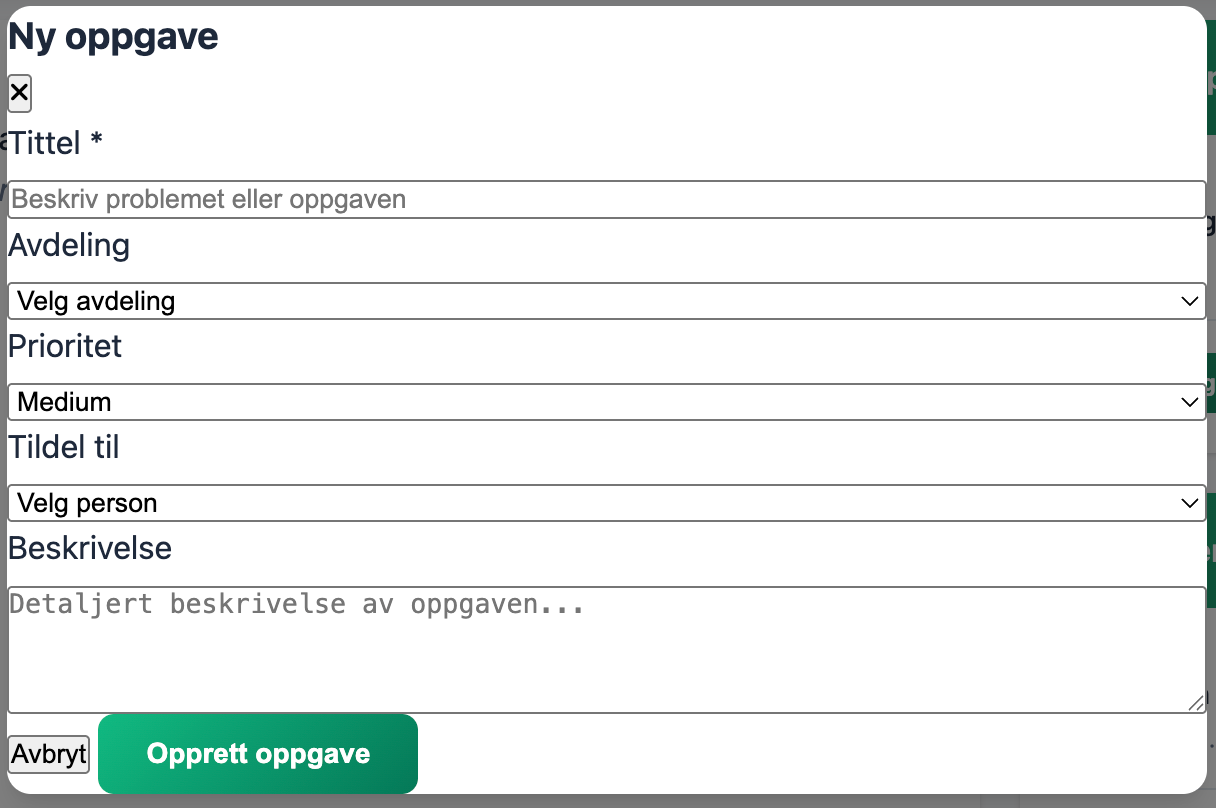 Ny oppgave
×
Tittel *
Beskriv problemet eller oppgaven
Avdeling
Velg avdeling
Prioritet
Medium
Tildel til
Velg person
Beskrivelse
Detaljert beskrivelse av oppgaven...
Avbryt
Opprett oppgave